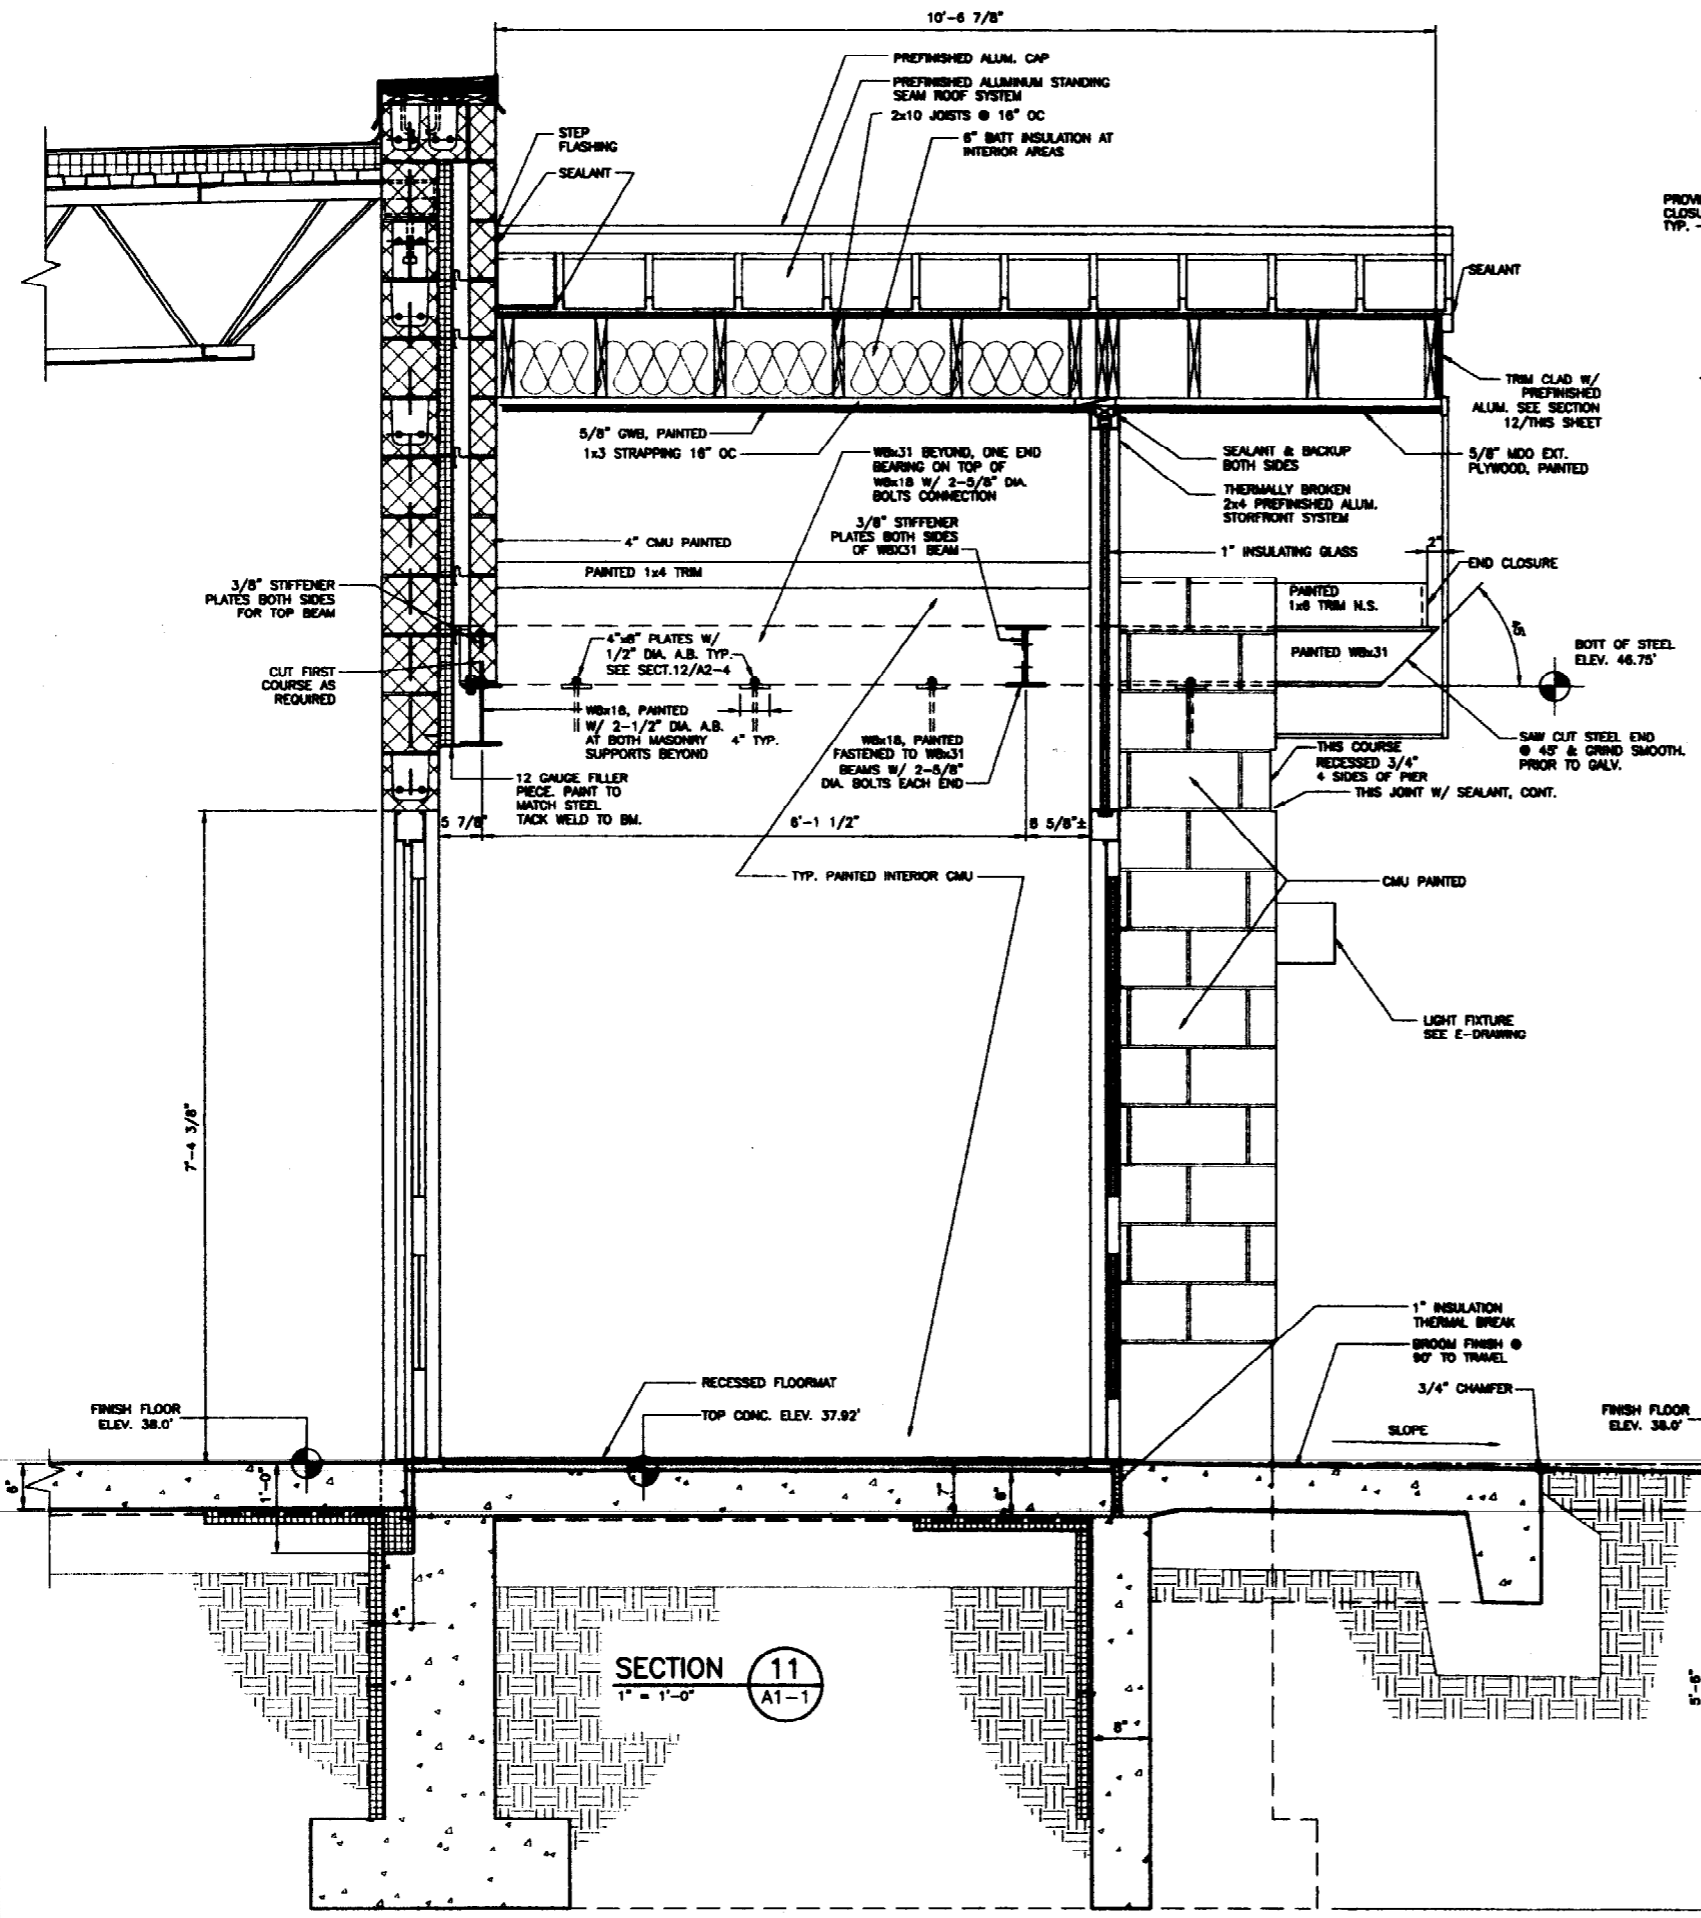 10'-6 7/8"
PREFINISHED ALUM. CAP
PREFINISHED ALUMINUM STANDING
SEAM ROOF SYSTEM
2x10 JOISTS @ 16" OC
6" BATT INSULATION AT
INTERIOR AREAS
STEP
FLASHING
SEALANT
TYP.
SEALANT
TRIM CLAD W/
PREFINISHED
ALUM. SEE SECTION
12/THIS SHEET
5/8" GWB, PAINTED
1x3 STRAPPING 16" OC
W8x31 BEYOND, ONE END
BEARING ON TOP OF
W8x18 W/ 2-5/8" DIA.
BOLTS CONNECTION
SEALANT & BACKUP
BOTH SIDES
5/8" MDO EXT.
PLYWOOD, PAINTED
THERMALLY BROKEN
2x4 PREFINISHED ALUM.
STORFRONT SYSTEM
3/8" STIFFENER
PLATES BOTH SIDES
OF W8X31 BEAM
4" CMU PAINTED
1" INSULATING GLASS
2"
END CLOSURE
PAINTED 1x4 TRIM
3/8" STIFFENER
PLATES BOTH SIDES
FOR TOP BEAM
PAINTED
1x6 TRIM N.S.
45°
4"x8" PLATES W/
1/2" DIA. A.B. TYP.
SEE SECT.12/A2-4
PAINTED W8x31
BOTT OF STEEL
ELEV. 46.75'
CUT FIRST
COURSE AS
REQUIRED
W8x18, PAINTED
W/ 2-1/2" DIA. A.B.
AT BOTH MASONRY
SUPPORTS BEYOND
4" TYP.
W8x18, PAINTED
FASTENED TO W8x31
BEAMS W/ 2-5/8"
DIA. BOLTS EACH END
THIS COURSE
RECESSED 3/4"
4 SIDES OF PIER
SAW CUT STEEL END
@ 45° & GRIND SMOOTH.
PRIOR TO GALV.
12 GAUGE FILLER
PIECE. PAINT TO
MATCH STEEL
TACK WELD TO BM.
THIS JOINT W/ SEALANT, CONT.
5 7/8"
6'-1 1/2"
8 5/8"±
TYP. PAINTED INTERIOR CMU
CMU PAINTED
LIGHT FIXTURE
SEE E-DRAWING
7'-4 3/8"
1" INSULATION
THERMAL BREAK
BROOM FINISH @
90° TO TRAVEL
3/4" CHAMFER
RECESSED FLOORMAT
FINISH FLOOR
ELEV. 38.0'
TOP CONC. ELEV. 37.92'
FINISH FLOOR
ELEV. 38.0'
SLOPE
6"
1'-0"
7"
4"
8"
5'-6"
SECTION
1" = 1'-0"
11
A1-1